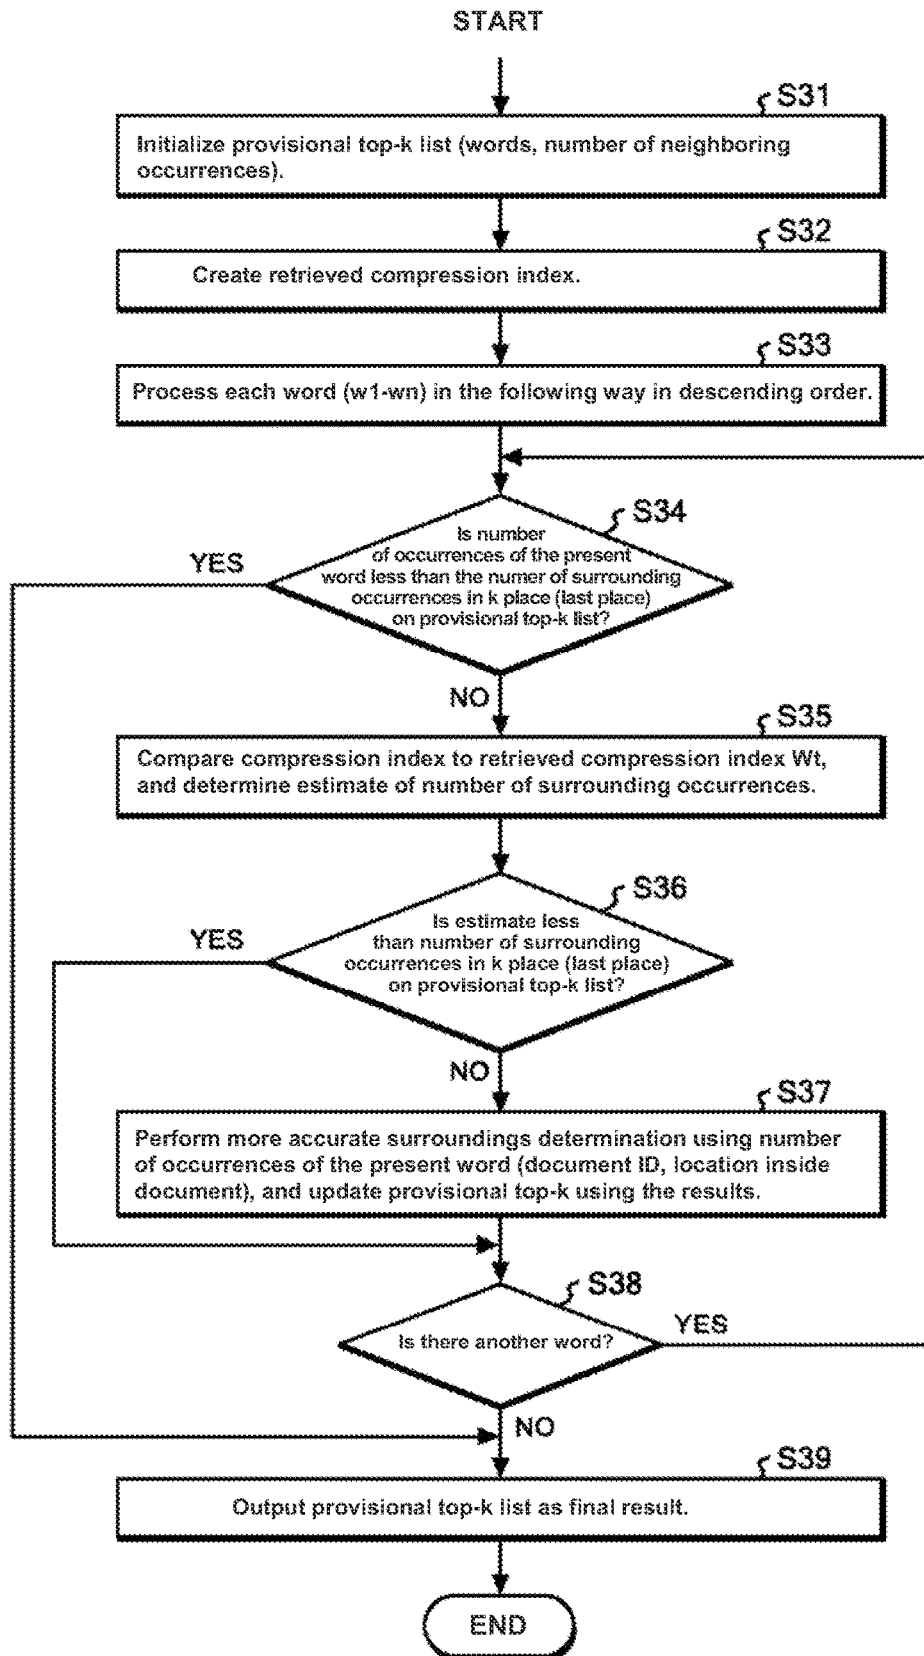 START
S31
Initialize provisional top-k list (words, number of neighboring
occurrences).
S32
Create retrieved compression index.
S33
Process each word (w1-wn) in the following way in descending order.
S34
Is number
of occurrences of the present
word less than the numer of surrounding
occurrences in k place (last place)
on provisional top-k list?
YES
NO
S35
Compare compression index to retrieved compression index Wt,
and determine estimate of number of surrounding occurrences.
S36
Is estimate less
than number of surrounding
occurrences in k place (last place)
on provisional top-k list?
YES
NO
S37
Perform more accurate surroundings determination using number
of occurrences of the present word (document ID, location inside
document), and update provisional top-k using the results.
S38
Is there another word?
YES
NO
S39
Output provisional top-k list as final result.
END